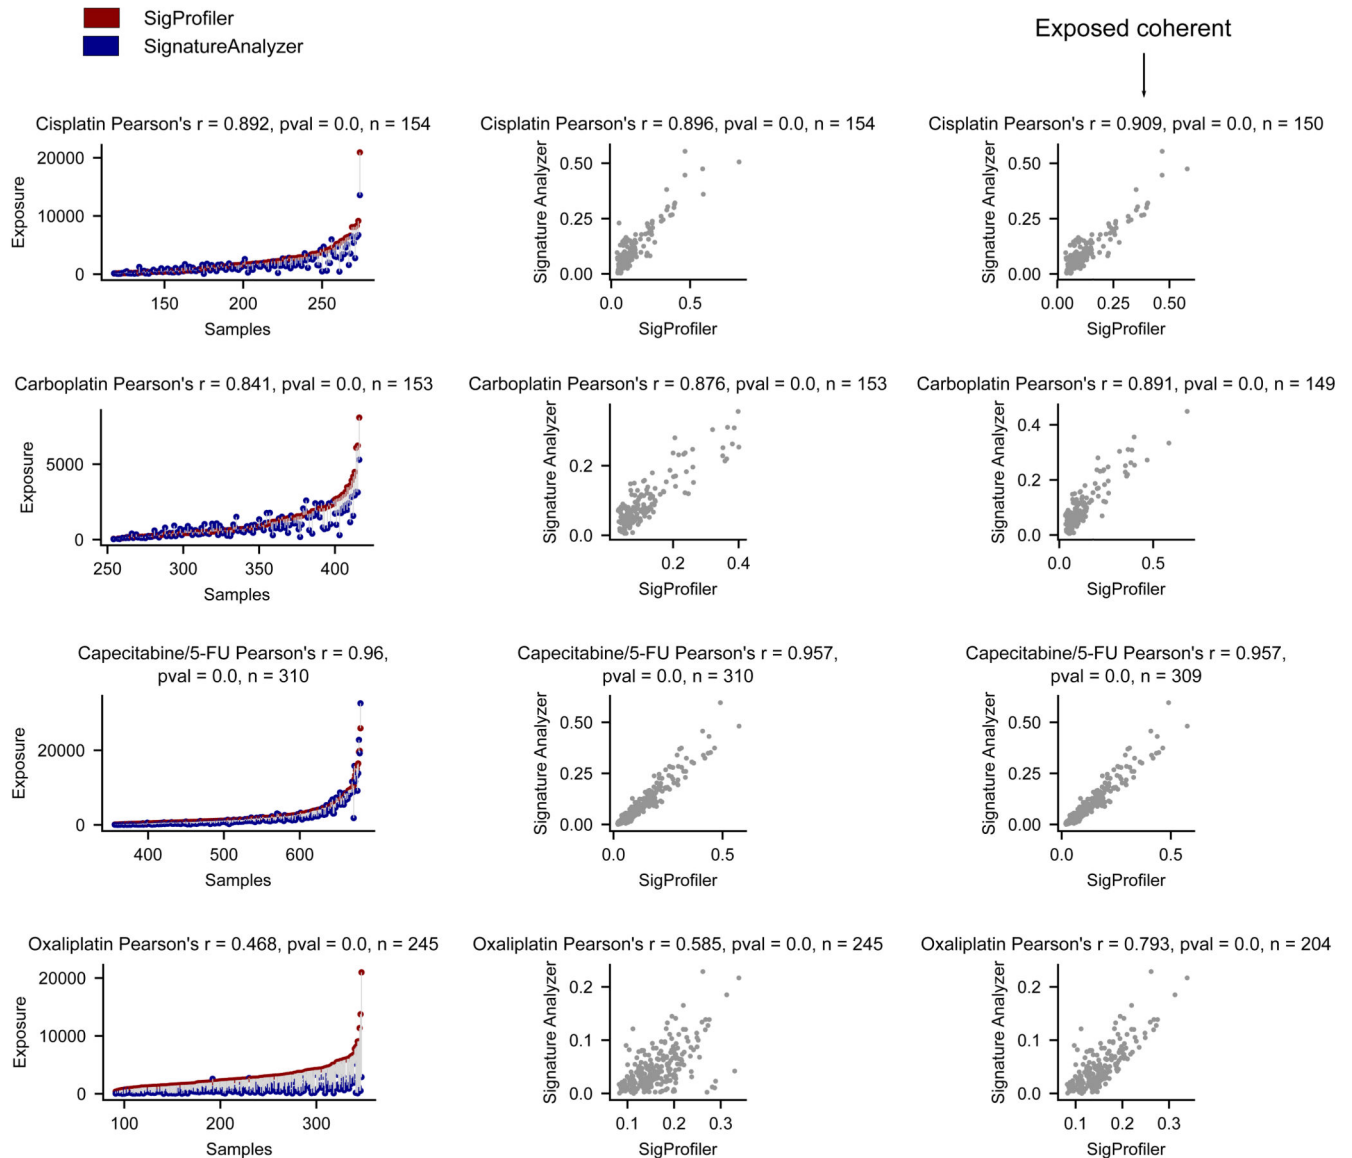 SigProfiler
SignatureAnalyzer
Exposed coherent
Cisplatin Pearson's r = 0.892, pval = 0.0, n = 154
20000
10000
0
Exposure
150 200 250
Samples
Cisplatin Pearson's r = 0.896, pval = 0.0, n = 154
0.50
0.25
0.00
Signature Analyzer
0.0 0.5
Cisplatin Pearson's r = 0.909, pval = 0.0, n = 150
0.50
0.25
0.00
Signature Analyzer
0.00 0.25 0.50
SigProfiler
Carboplatin Pearson's r = 0.841, pval = 0.0, n = 153
5000
0
Exposure
250 300 350 400
Samples
Carboplatin Pearson's r = 0.876, pval = 0.0, n = 153
0.2
0.0
Signature Analyzer
0.2 0.4
SigProfiler
Carboplatin Pearson's r = 0.891, pval = 0.0, n = 149
0.4
0.2
0.0
Signature Analyzer
0.0 0.5
SigProfiler
Capecitabine/5-FU Pearson's r = 0.96,
pval = 0.0, n = 310
20000
0
Exposure
400 500 600
Samples
Capecitabine/5-FU Pearson's r = 0.957,
pval = 0.0, n = 310
0.50
0.25
0.00
Signature Analyzer
0.0 0.5
SigProfiler
Capecitabine/5-FU Pearson's r = 0.957,
pval = 0.0, n = 309
0.50
0.25
0.00
Signature Analyzer
0.0 0.5
SigProfiler
Oxaliplatin Pearson's r = 0.468, pval = 0.0, n = 245
20000
10000
0
Exposure
100 200 300
Samples
Oxaliplatin Pearson's r = 0.585, pval = 0.0, n = 245
0.2
0.1
0.0
Signature Analyzer
0.1 0.2 0.3
SigProfiler
Oxaliplatin Pearson's r = 0.793, pval = 0.0, n = 204
0.2
0.1
0.0
Signature Analyzer
0.1 0.2 0.3
SigProfiler